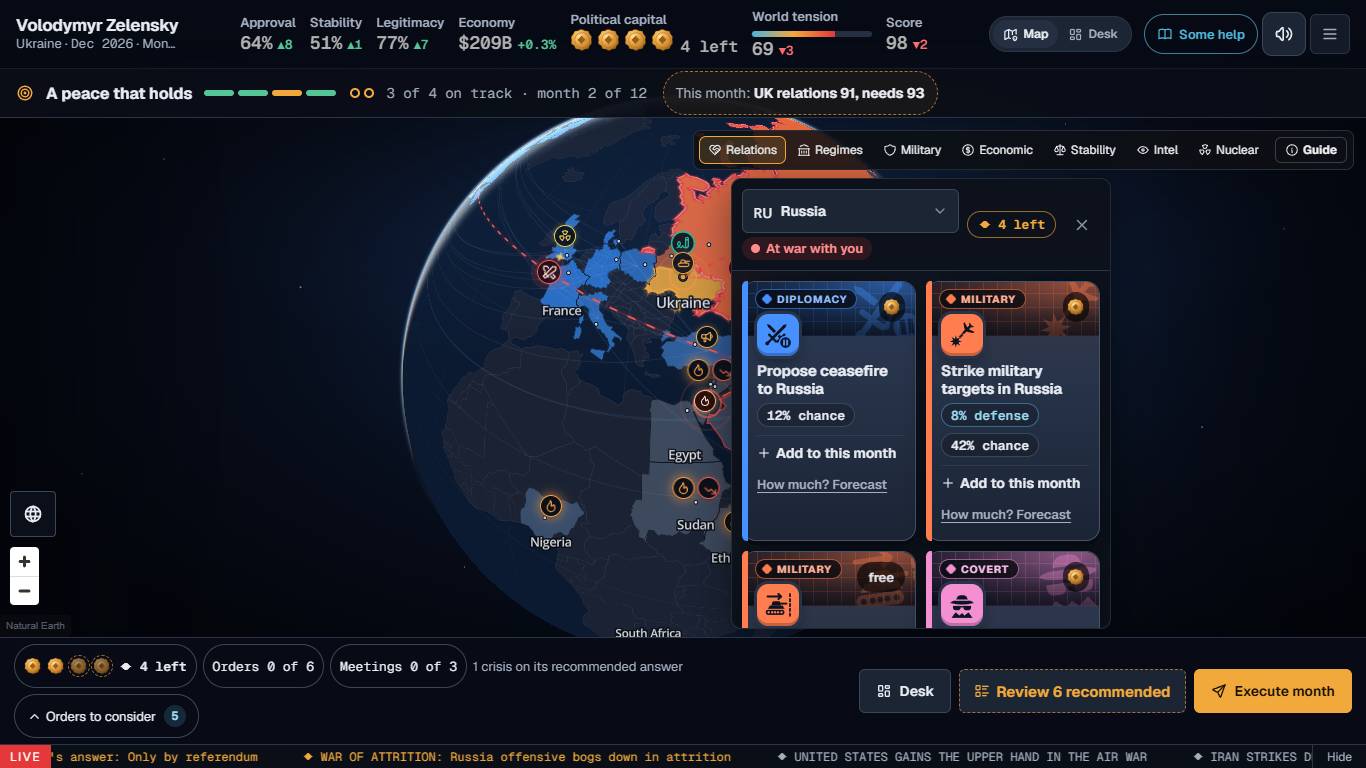 Volodymyr Zelensky
Ukraine · Dec 2026 · Mon...
Approval
64% ▲8
Stability
51% ▲1
Legitimacy
77% ▲7
Economy
$209B +0.3%
Political capital
4 left
World tension
69 ▼3
Score
98 ▼2
Map
Desk
Some help
A peace that holds
3 of 4 on track · month 2 of 12
This month: UK relations 91, needs 93
Relations
Regimes
Military
Economic
Stability
Intel
Nuclear
Guide
RU Russia
4 left
At war with you
DIPLOMACY
Propose ceasefire
to Russia
12% chance
+ Add to this month
How much? Forecast
MILITARY
Strike military
targets in Russia
8% defense
42% chance
+ Add to this month
How much? Forecast
MILITARY
free
COVERT
France
Ukraine
Egypt
Sudan
Eth
Nigeria
South Africa
Natural Earth
4 left
Orders 0 of 6
Meetings 0 of 3
1 crisis on its recommended answer
Orders to consider 5
Desk
Review 6 recommended
Execute month
LIVE
's answer: Only by referendum
WAR OF ATTRITION: Russia offensive bogs down in attrition
UNITED STATES GAINS THE UPPER HAND IN THE AIR WAR
IRAN STRIKES D
Hide